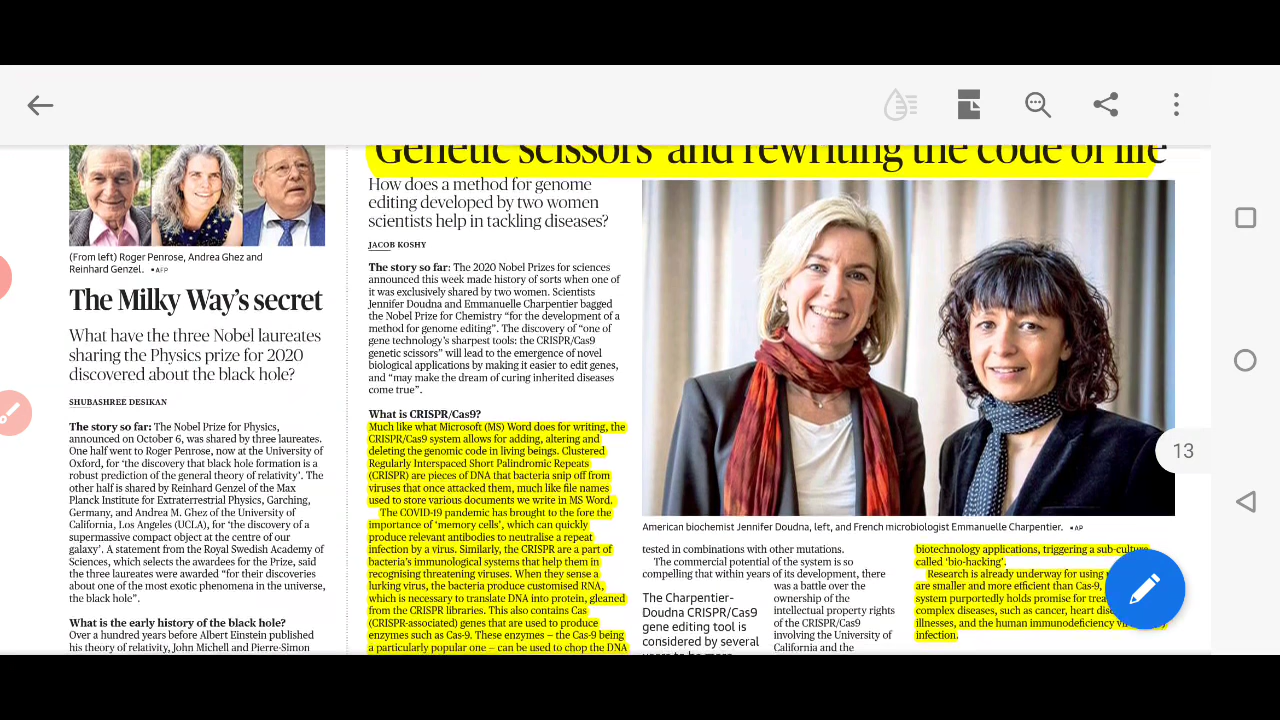 (From left) Roger Penrose, Andrea Ghez and
Reinhard Genzel. •AFP
The Milky Way's secret
What have the three Nobel laureates
sharing the Physics prize for 2020
discovered about the black hole?
SHUBASHREE DESIKAN
The story so far: The Nobel Prize for Physics,
announced on October 6, was shared by three laureates.
One half went to Roger Penrose, now at the University of
Oxford, for 'the discovery that black hole formation is a
robust prediction of the general theory of relativity'. The
other half is shared by Reinhard Genzel of the Max
Planck Institute for Extraterrestrial Physics, Garching,
Germany, and Andrea M. Ghez of the University of
California, Los Angeles (UCLA), for 'the discovery of a
supermassive compact object at the centre of our
galaxy'. A statement from the Royal Swedish Academy of
Sciences, which selects the awardees for the Prize, said
the three laureates were awarded "for their discoveries
about one of the most exotic phenomena in the universe,
the black hole".
What is the early history of the black hole?
Over a hundred years before Albert Einstein published
his theory of relativity, John Michell and Pierre-Simon
'Genetic scissors' and rewriting the code of life
How does a method for genome
editing developed by two women
scientists help in tackling diseases?
JACOB KOSHY
The story so far: The 2020 Nobel Prizes for sciences
announced this week made history of sorts when one of
it was exclusively shared by two women. Scientists
Jennifer Doudna and Emmanuelle Charpentier bagged
the Nobel Prize for Chemistry "for the development of a
method for genome editing". The discovery of "one of
gene technology's sharpest tools: the CRISPR/Cas9
genetic scissors" will lead to the emergence of novel
biological applications by making it easier to edit genes,
and "may make the dream of curing inherited diseases
come true".
What is CRISPR/Cas9?
Much like what Microsoft (MS) Word does for writing, the
CRISPR/Cas9 system allows for adding, altering and
deleting the genomic code in living beings. Clustered
Regularly Interspaced Short Palindromic Repeats
(CRISPR) are pieces of DNA that bacteria snip off from
viruses that once attacked them, much like file names
used to store various documents we write in MS Word.
The COVID-19 pandemic has brought to the fore the
importance of 'memory cells', which can quickly
produce relevant antibodies to neutralise a repeat
infection by a virus. Similarly, the CRISPR are a part of
bacteria's immunological systems that help them in
recognising threatening viruses. When they sense a
lurking virus, the bacteria produce customised RNA,
which is necessary to translate DNA into protein, gleaned
from the CRISPR libraries. This also contains Cas
(CRISPR-associated) genes that are used to produce
enzymes such as Cas-9. These enzymes — the Cas-9 being
a particularly popular one — can be used to chop the DNA
American biochemist Jennifer Doudna, left, and French microbiologist Emmanuelle Charpentier. •AP
tested in combinations with other mutations.
The commercial potential of the system is so
compelling that within years of its development, there
was a battle over the
ownership of the
intellectual property rights
of the CRISPR/Cas9
involving the University of
California and the
The Charpentier-
Doudna CRISPR/Cas9
gene editing tool is
considered by several
years to be more
biotechnology applications, triggering a sub-culture
called 'bio-hacking'.
Research is already underway for using
are smaller and more efficient than Cas-9,
system purportedly holds promise for
complex diseases, such as cancer, heart
illnesses, and the human immunodeficiency
infection.
13